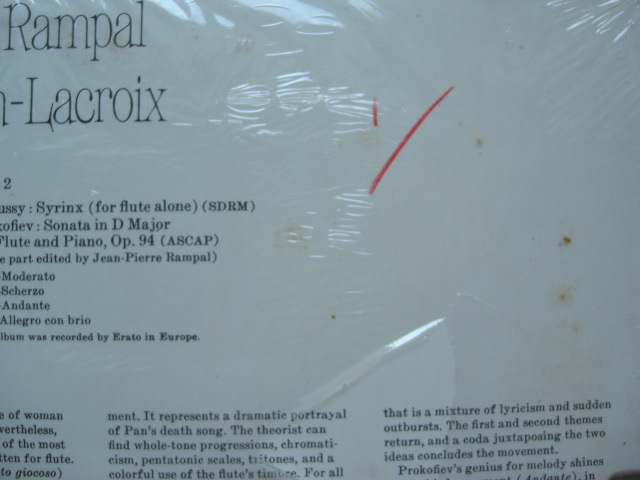 Rampal
n-Lacroix
2
ussy: Syrinx (for flute alone) (SDRM)
kofiev: Sonata in D Major
Flute and Piano, Op. 94 (ASCAP)
e part edited by Jean-Pierre Rampal)
Moderato
Scherzo
Andante
Allegro con brio
lbum was recorded by Erato in Europe.
e of woman
vertheless,
of the most
tten for flute.
to giocoso)
ment. It represents a dramatic portrayal
of Pan's death song. The theorist can
find whole-tone progressions, chromati-
cism, pentatonic scales, tritones, and a
colorful use of the flute's timbre. For all
that is a mixture of lyricism and sudden
outbursts. The first and second themes
return, and a coda juxtaposing the two
ideas concludes the movement.
Prokofiev's genius for melody shines
(Andante), in